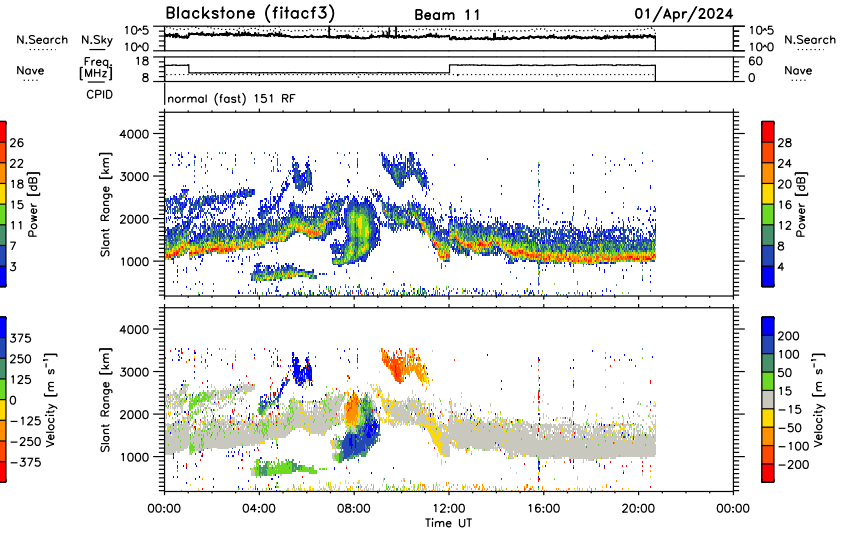 Blackstone (fitacf3) Beam 11 01/Apr/2024
N.Search N.Sky 10^5 10^5 N.Search
10^0 10^0
Nave Freq. [MHz] 18 60 Nave
8 30
0
CPID normal (fast) 151 RF
Power [dB] 26 22 18 15 11 7 3
Slant Range [km] 4000 3000 2000 1000
Power [dB] 28 24 20 16 12 8 4
Velocity [m s⁻¹] 375 250 125 0 −125 −250 −375
Slant Range [km] 4000 3000 2000 1000
Velocity [m s⁻¹] 200 100 50 15 −15 −50 −100 −200
00:00 04:00 08:00 12:00 16:00 20:00 00:00
Time UT